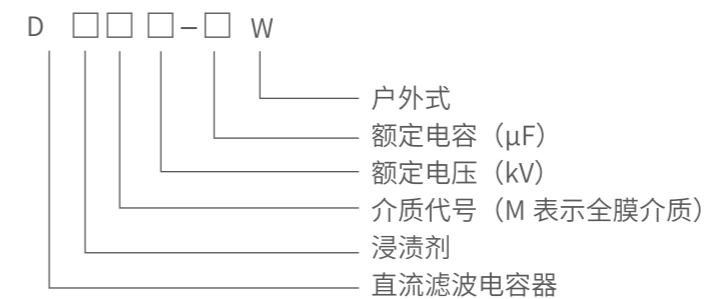 D □□ □-□ W
户外式
额定电容（μF）
额定电压（kV）
介质代号（M 表示全膜介质）
浸渍剂
直流滤波电容器